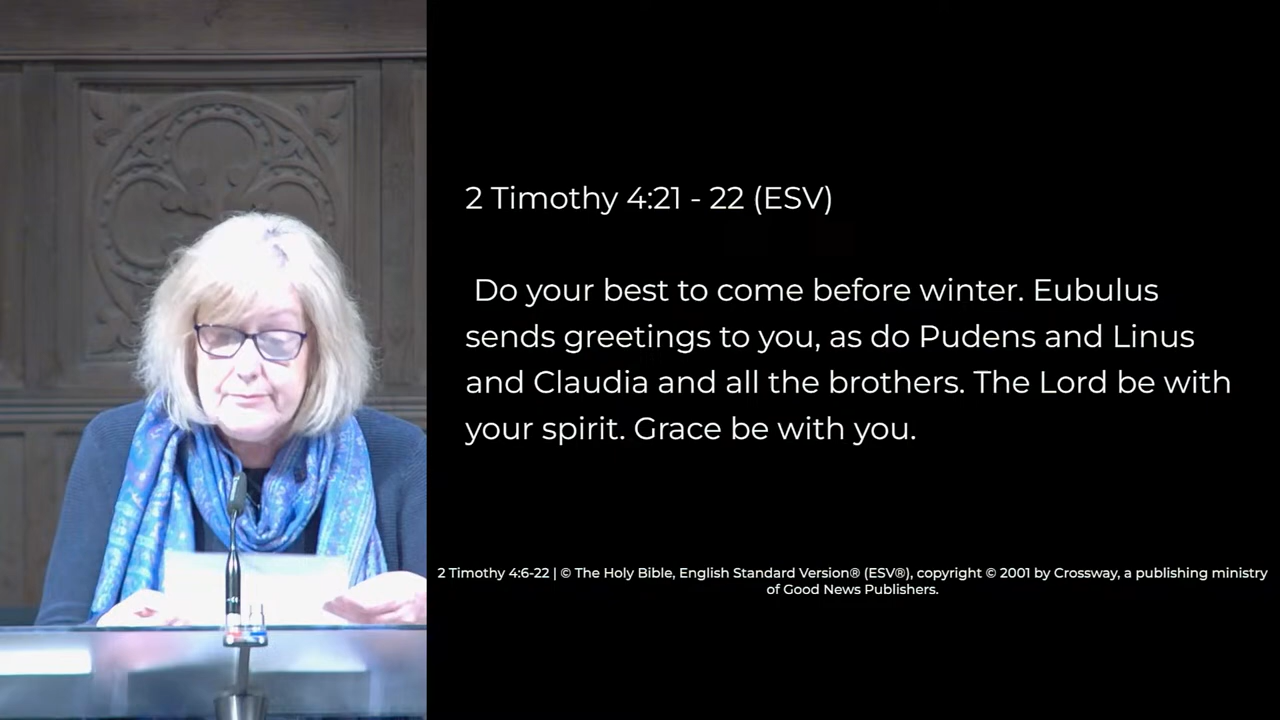 2 Timothy 4:21 - 22 (ESV)
Do your best to come before winter. Eubulus
sends greetings to you, as do Pudens and Linus
and Claudia and all the brothers. The Lord be with
your spirit. Grace be with you.
2 Timothy 4:6-22 | © The Holy Bible, English Standard Version® (ESV®), copyright © 2001 by Crossway, a publishing ministry
of Good News Publishers.